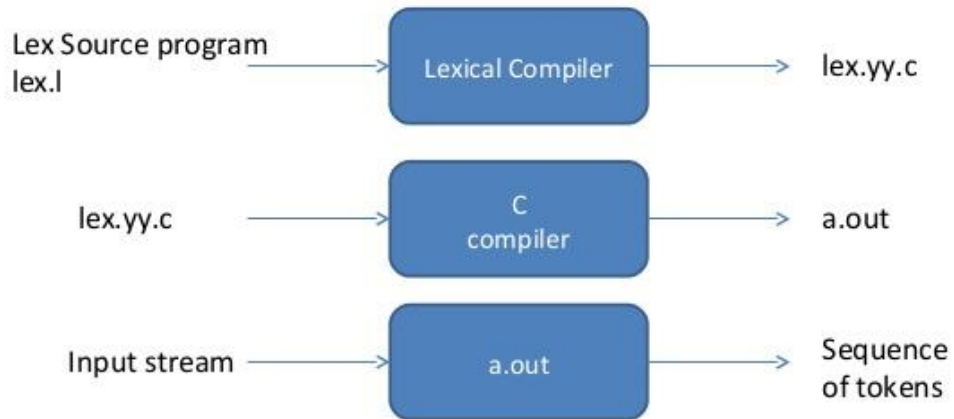 Lex Source program
lex.l
Lexical Compiler
lex.yy.c
lex.yy.c
C
compiler
a.out
Input stream
a.out
Sequence
of tokens